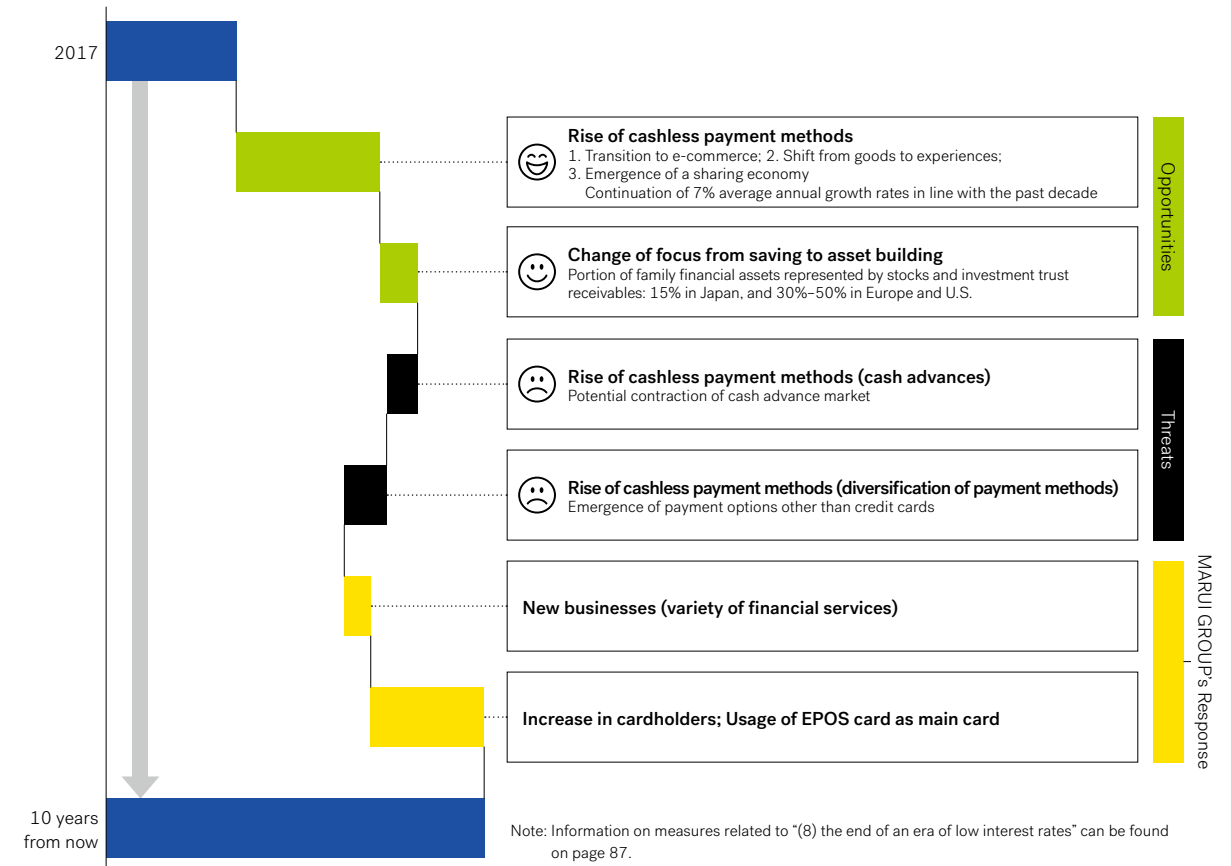 2017
Rise of cashless payment methods
1. Transition to e-commerce; 2. Shift from goods to experiences;
3. Emergence of a sharing economy
Continuation of 7% average annual growth rates in line with the past decade
Change of focus from saving to asset building
Portion of family financial assets represented by stocks and investment trust
receivables: 15% in Japan, and 30%–50% in Europe and U.S.
Opportunities
Rise of cashless payment methods (cash advances)
Potential contraction of cash advance market
Rise of cashless payment methods (diversification of payment methods)
Emergence of payment options other than credit cards
Threats
New businesses (variety of financial services)
Increase in cardholders; Usage of EPOS card as main card
MARUI GROUP's Response
10 years
from now
Note: Information on measures related to “(8) the end of an era of low interest rates” can be found
on page 87.